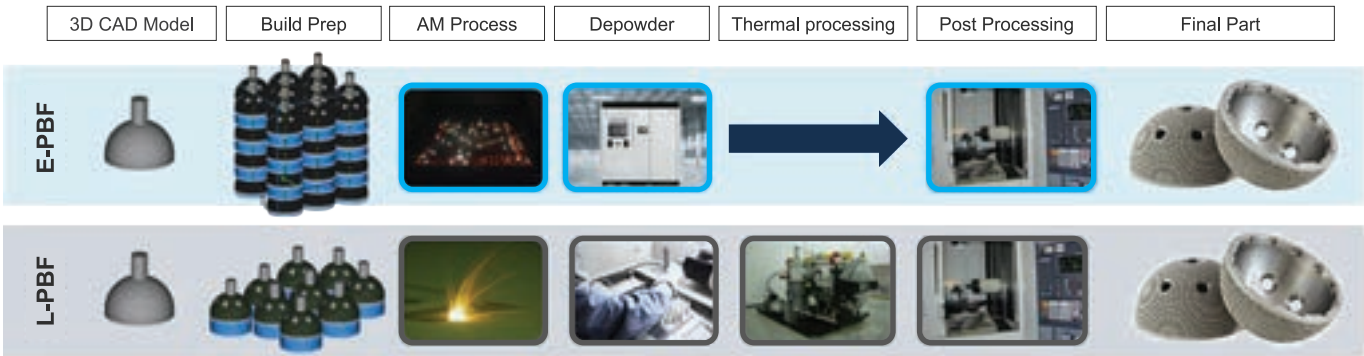 3D CAD Model
Build Prep
AM Process
Depowder
Thermal processing
Post Processing
Final Part
E-PBF
L-PBF